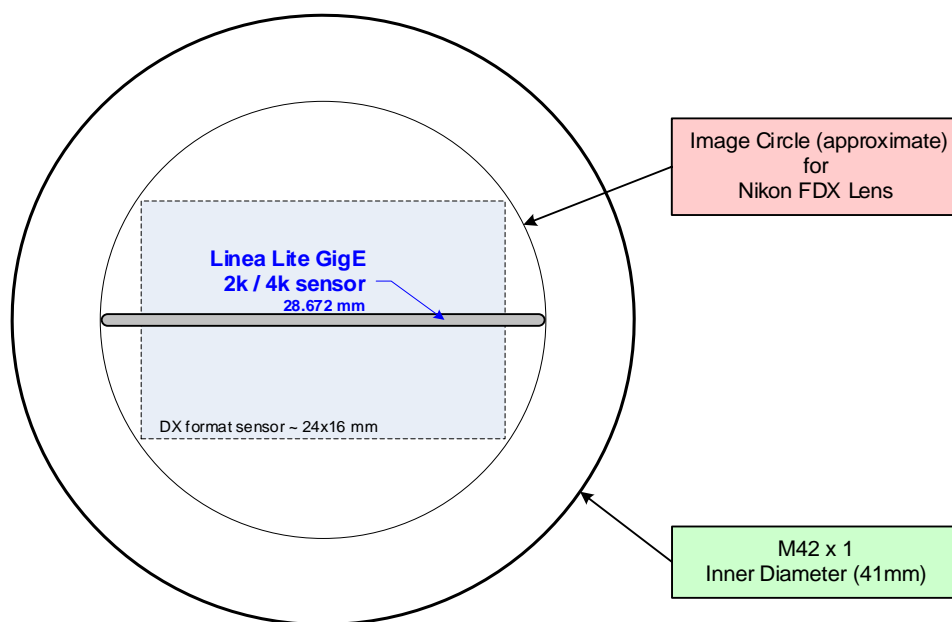 Image Circle (approximate)
for
Nikon FDX Lens
Linea Lite GigE
2k / 4k sensor
28.672 mm
DX format sensor ~ 24x16 mm
M42 x 1
Inner Diameter (41mm)